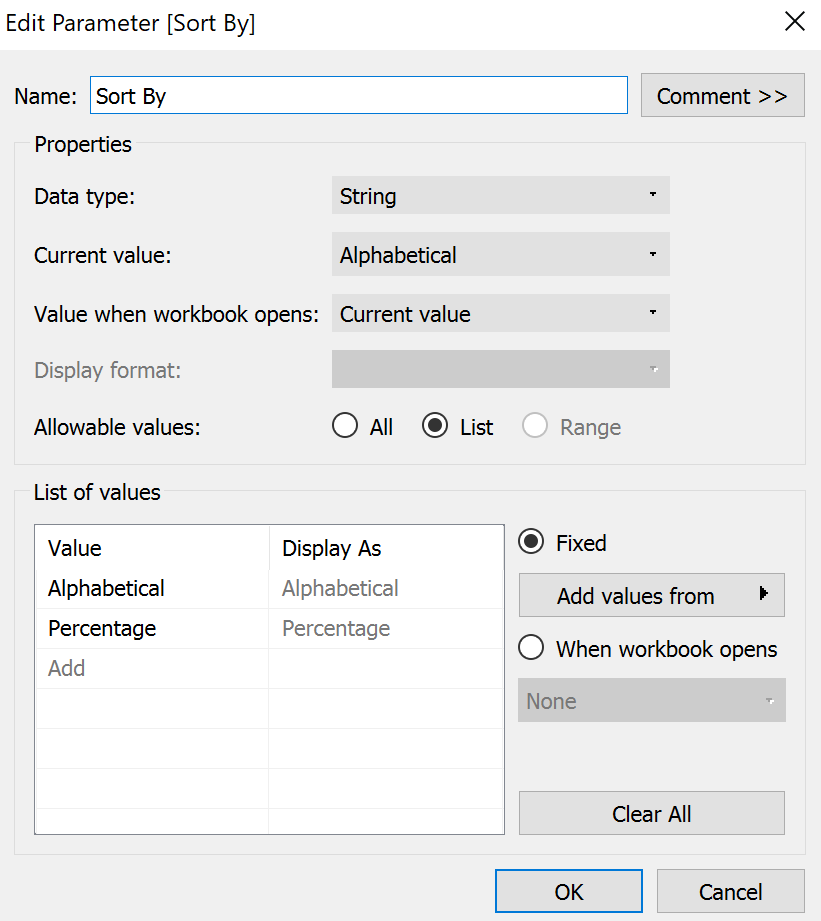 Edit Parameter [Sort By]
Name: Sort By Comment >>
Properties
Data type: String
Current value: Alphabetical
Value when workbook opens: Current value
Display format:
Allowable values: All List Range
List of values
Value Display As
Fixed
Alphabetical Alphabetical
Add values from
Percentage Percentage
When workbook opens
Add
None
Clear All
OK Cancel